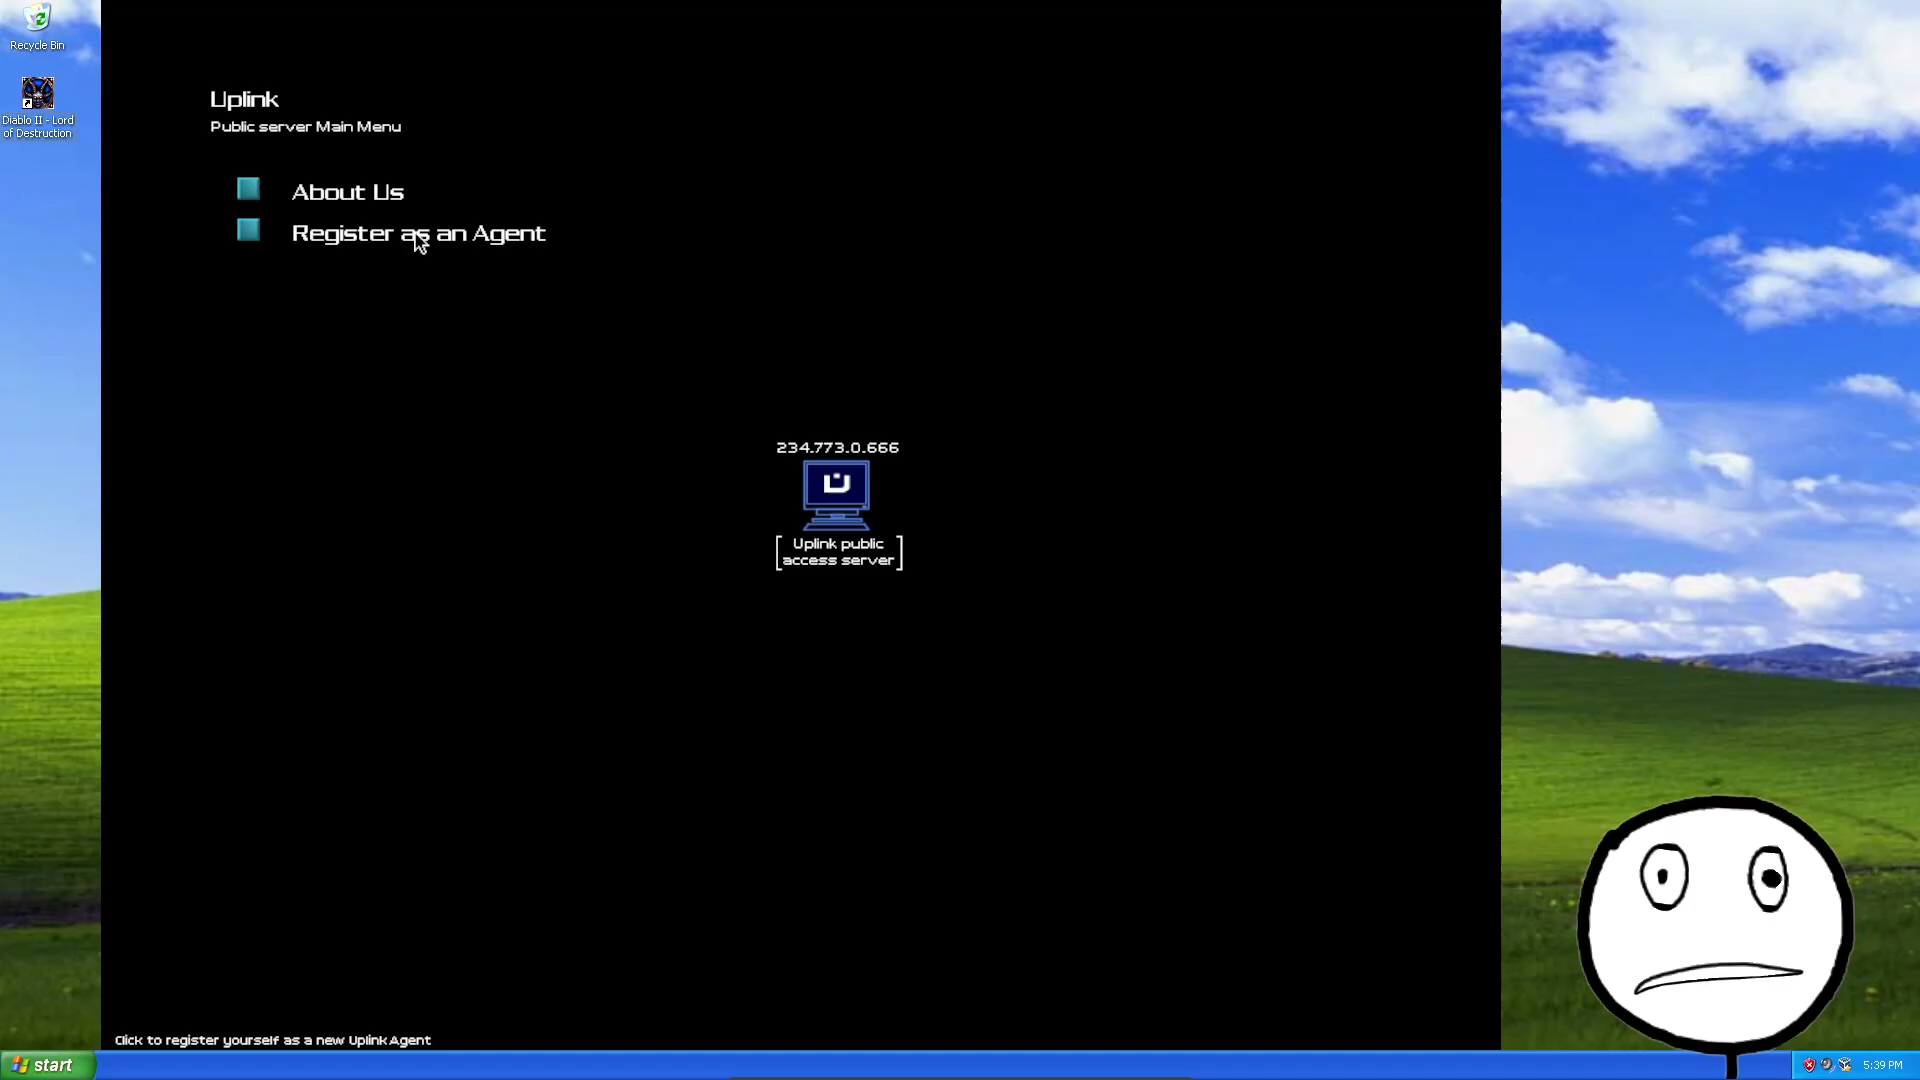 Recycle Bin
Diablo II - Lord
of Destruction
Uplink
Public server Main Menu
About Us
Register as an Agent
234.773.0.666
U
Uplink public
access server
Click to register yourself as a new Uplink Agent
start
5:39 PM